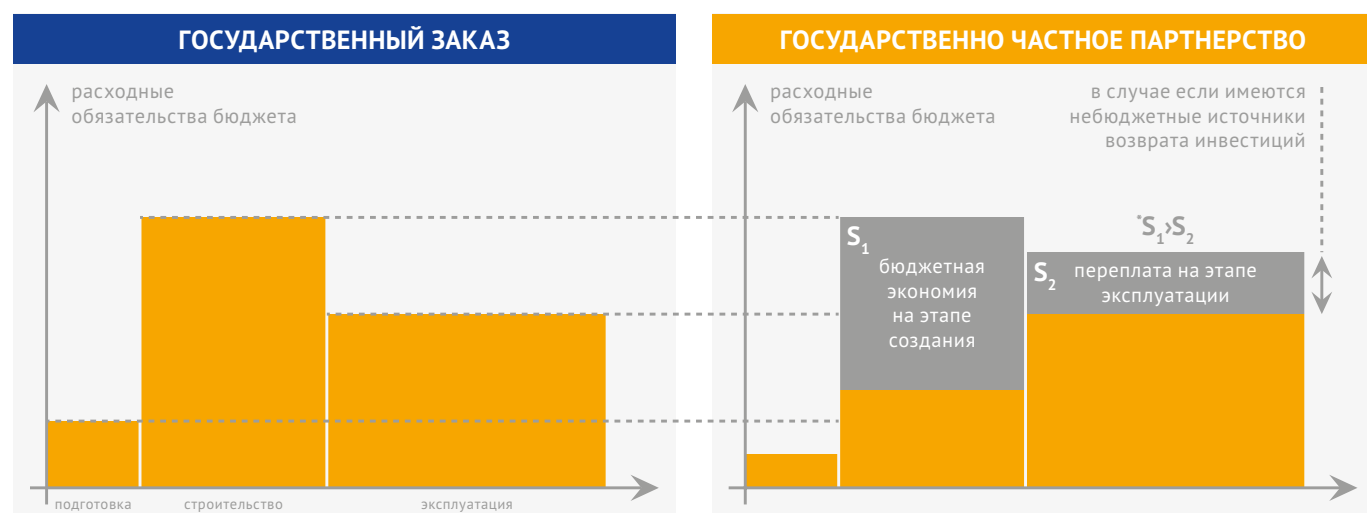 ГОСУДАРСТВЕННЫЙ ЗАКАЗ
расходные
обязательства бюджета
подготовка
строительство
эксплуатация
ГОСУДАРСТВЕННО ЧАСТНОЕ ПАРТНЕРСТВО
расходные
обязательства бюджета
в случае если имеются
небюджетные источники
возврата инвестиций
S₁
бюджетная
экономия
на этапе
создания
*S₁>S₂
S₂
переплата на этапе
эксплуатации